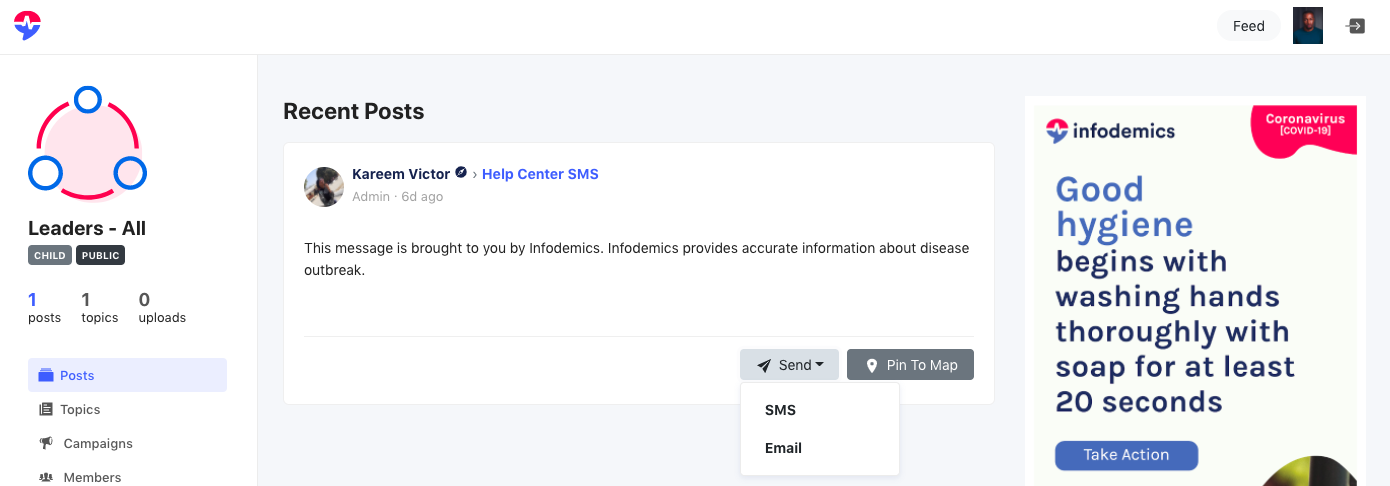 Feed
Leaders - All
CHILD PUBLIC
1 1 0
posts topics uploads
Posts
Topics
Campaigns
Members
Recent Posts
Kareem Victor › Help Center SMS
Admin · 6d ago
This message is brought to you by Infodemics. Infodemics provides accurate information about disease
outbreak.
Send Pin To Map
SMS
Email
infodemics
Coronavirus
[COVID-19]
Good
hygiene
begins with
washing hands
thoroughly with
soap for at least
20 seconds
Take Action